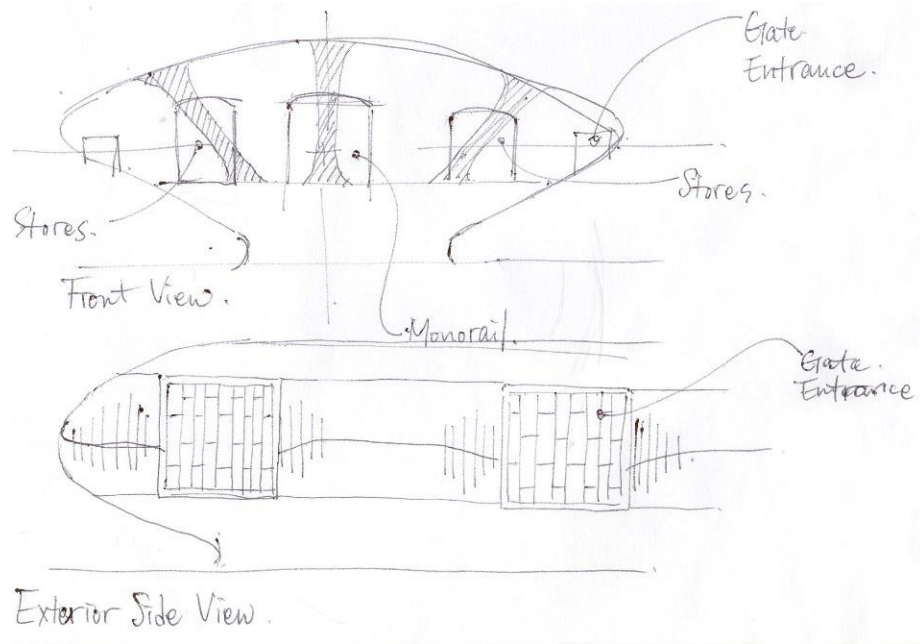 Gate
Entrance.
Stores.
Stores.
Front View.
Monorail.
Gate
Entrance
Exterior Side View.